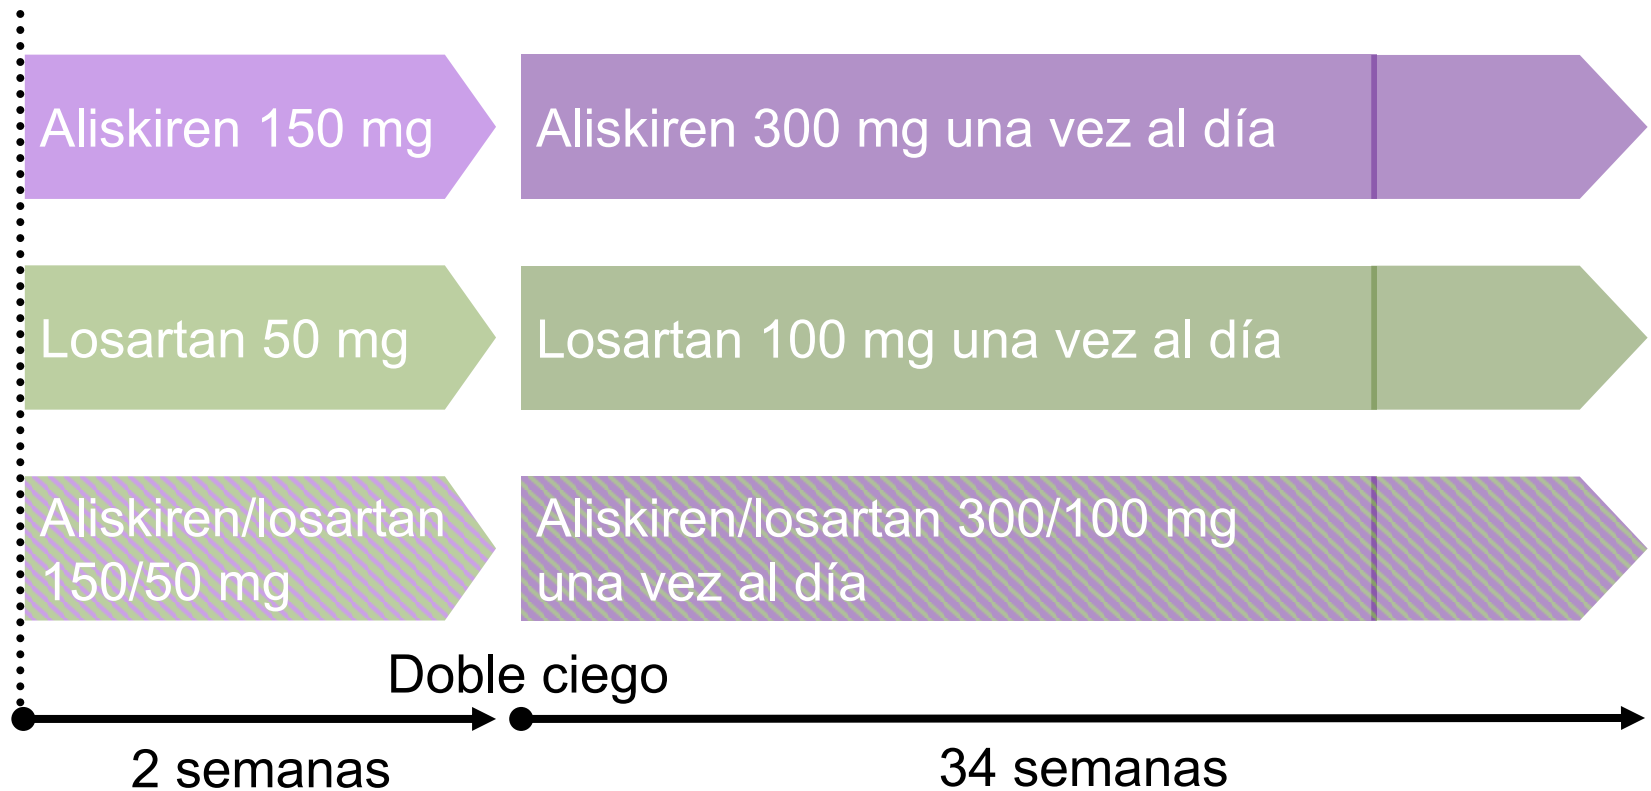 Aliskiren 150 mg
Aliskiren 300 mg una vez al día
Losartan 50 mg
Losartan 100 mg una vez al día
Aliskiren/losartan
150/50 mg
Aliskiren/losartan 300/100 mg
una vez al día
Doble ciego
2 semanas
34 semanas